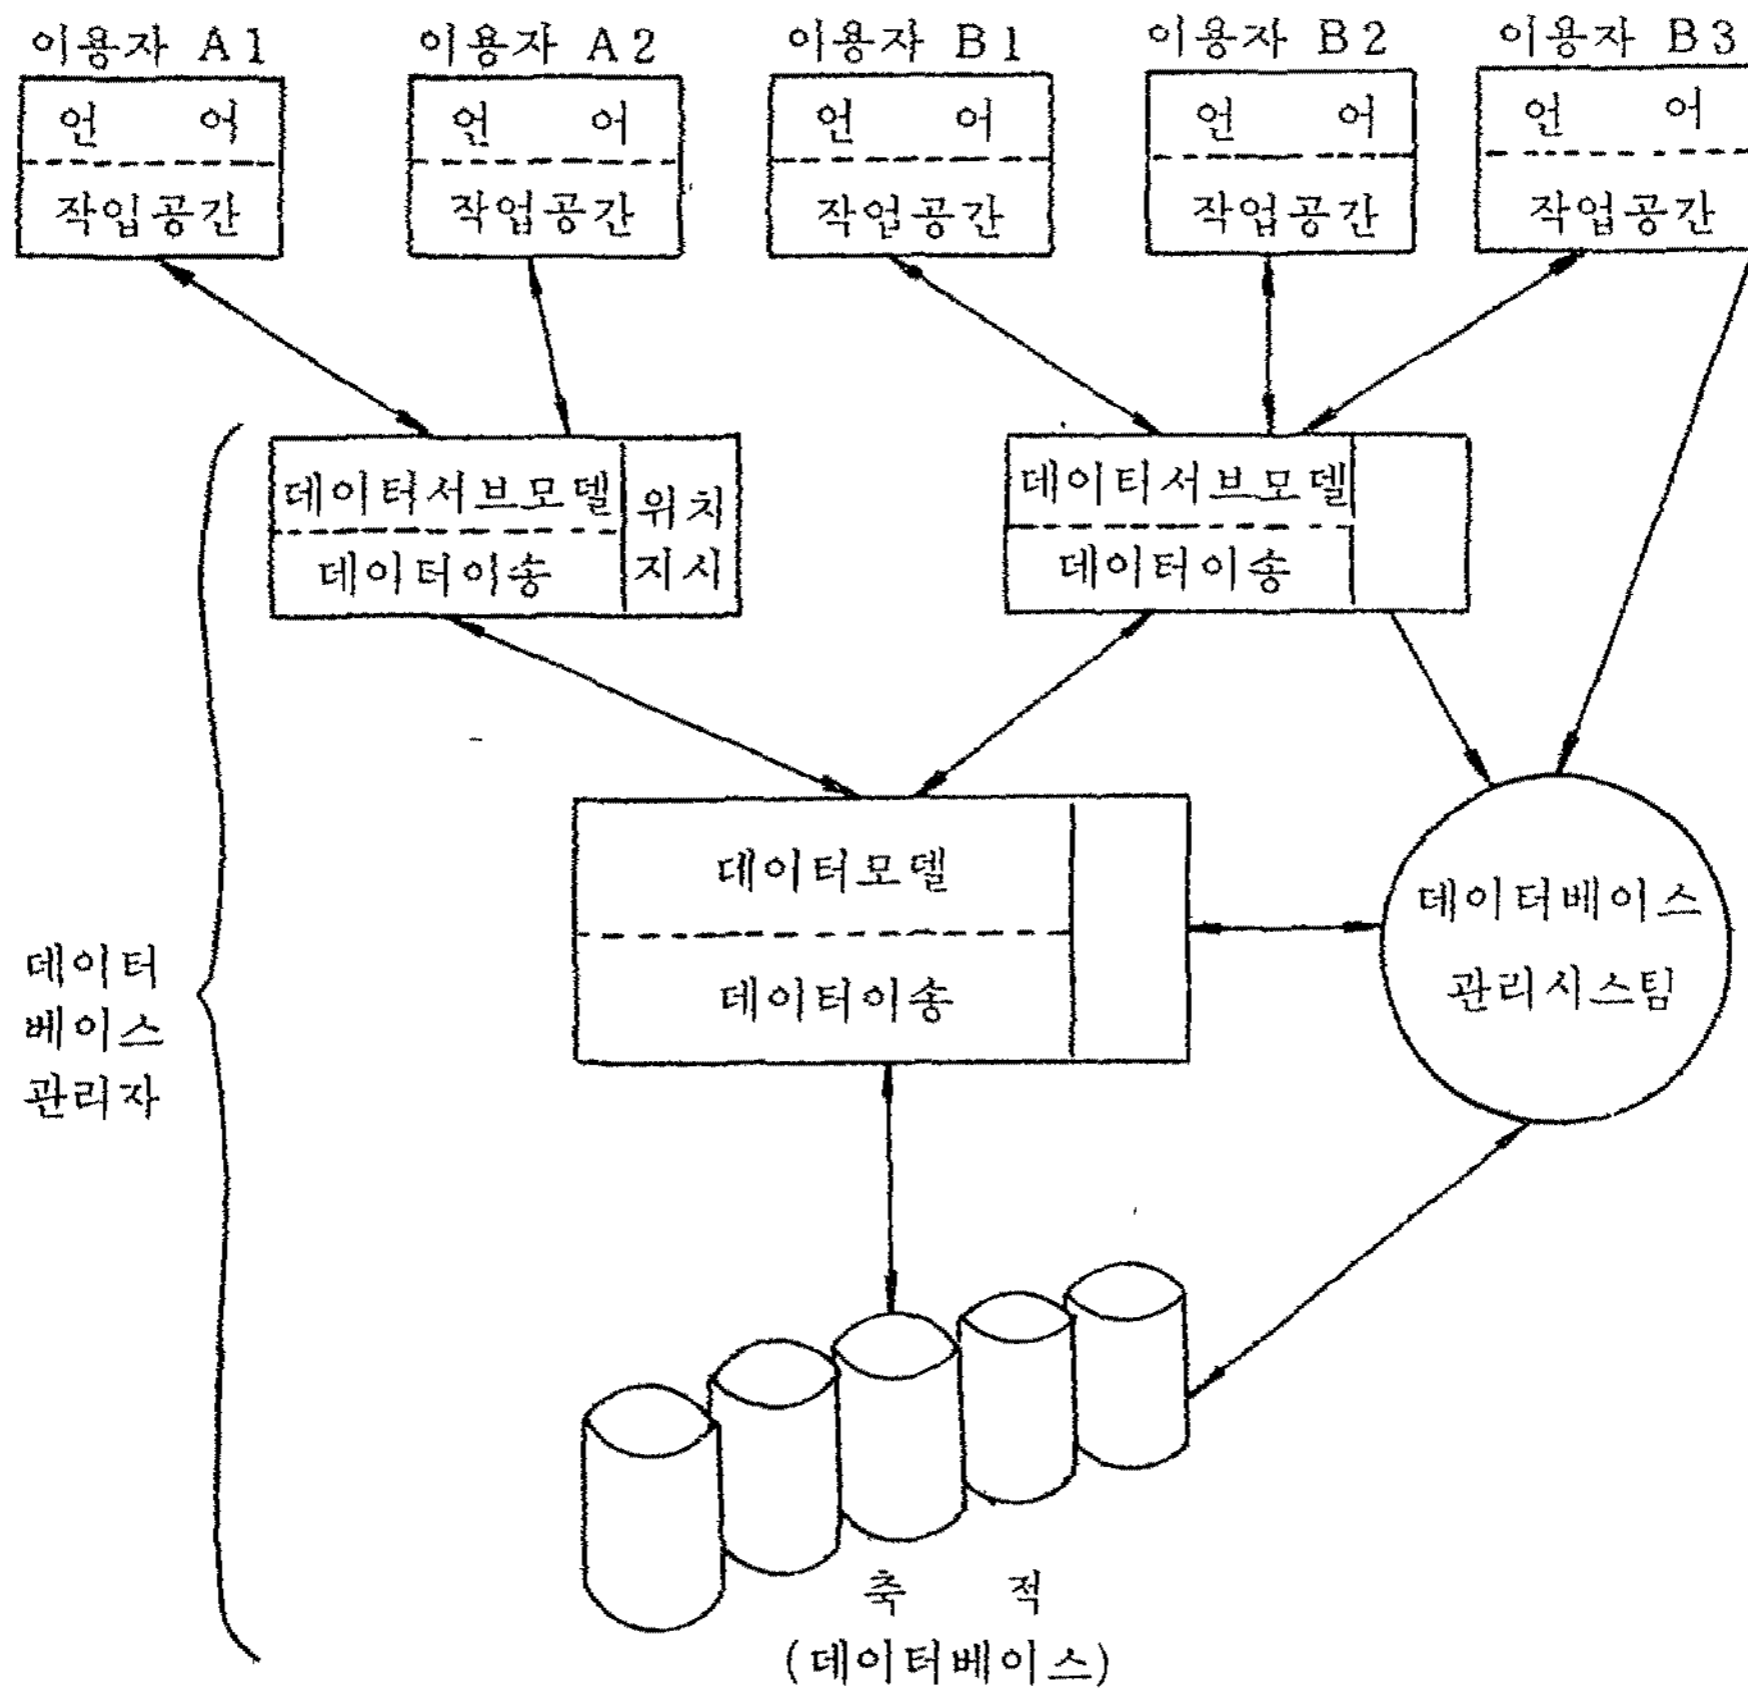 이용자 A1
이용자 A2
이용자 B1
이용자 B2
이용자 B3
언 어
언 어
언 어
언 어
언 어
작입공간
작업공간
작업공간
작업공간
작업공간
데이터서브모델
위치
지시
데이터이송
데이터서브모델
데이터이송
데이터모델
데이터이송
데이터베이스
관리시스팀
데이터
베이스
관리자
축 적
(데이터베이스)